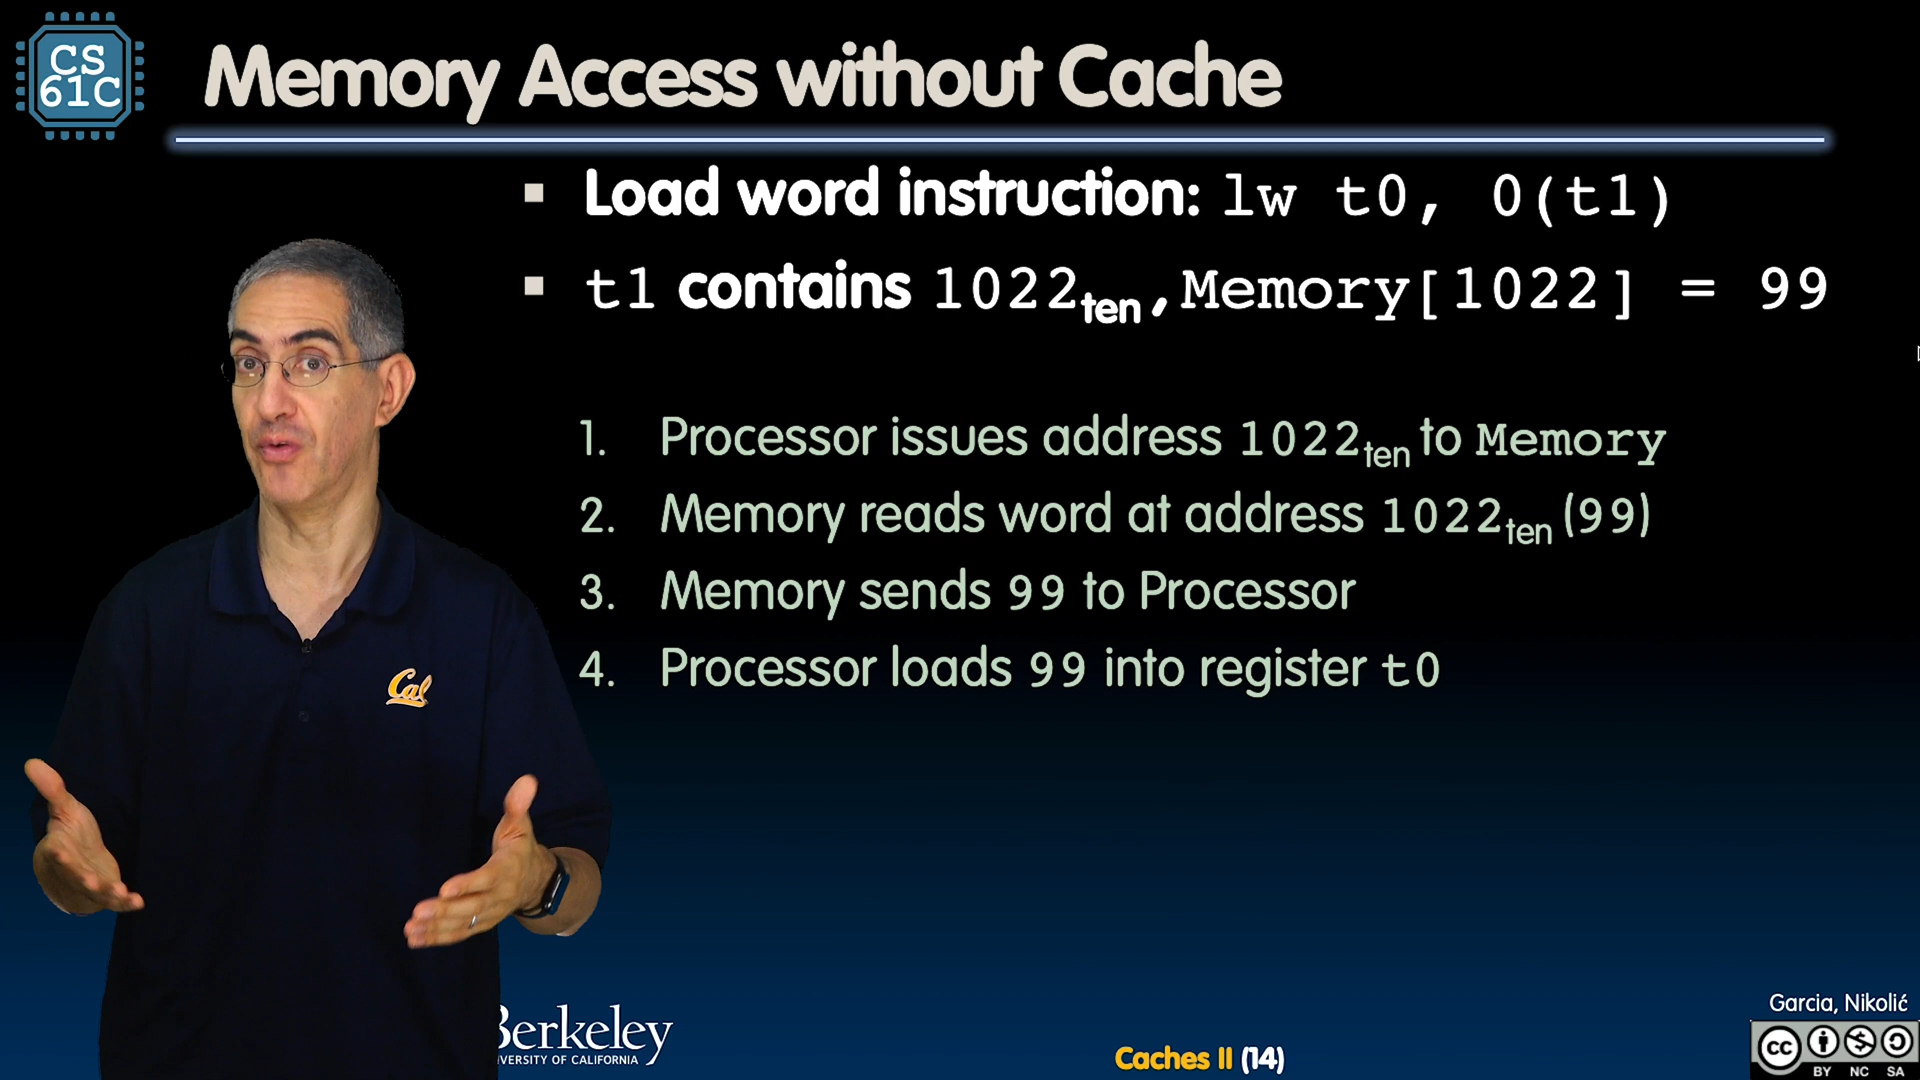 CS
61C
Memory Access without Cache
▪ Load word instruction: lw t0, 0(t1)
▪ t1 contains 1022ten, Memory[1022] = 99
1. Processor issues address 1022ten to Memory
2. Memory reads word at address 1022ten (99)
3. Memory sends 99 to Processor
4. Processor loads 99 into register t0
Cal
Berkeley
UNIVERSITY OF CALIFORNIA
Caches II (14)
Garcia, Nikolić
cc
BY NC SA